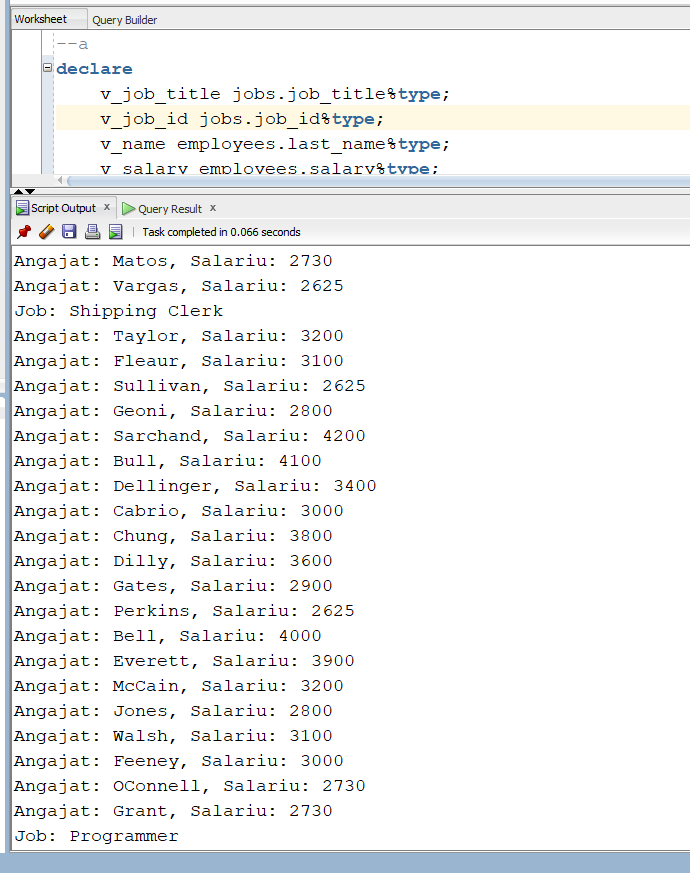 Worksheet Query Builder
--a
declare
v_job_title jobs.job_title%type;
v_job_id jobs.job_id%type;
v_name employees.last_name%type;
v_salary employees.salary%type;
Script Output x Query Result x
Task completed in 0.066 seconds
Angajat: Matos, Salariu: 2730
Angajat: Vargas, Salariu: 2625
Job: Shipping Clerk
Angajat: Taylor, Salariu: 3200
Angajat: Fleaur, Salariu: 3100
Angajat: Sullivan, Salariu: 2625
Angajat: Geoni, Salariu: 2800
Angajat: Sarchand, Salariu: 4200
Angajat: Bull, Salariu: 4100
Angajat: Dellinger, Salariu: 3400
Angajat: Cabrio, Salariu: 3000
Angajat: Chung, Salariu: 3800
Angajat: Dilly, Salariu: 3600
Angajat: Gates, Salariu: 2900
Angajat: Perkins, Salariu: 2625
Angajat: Bell, Salariu: 4000
Angajat: Everett, Salariu: 3900
Angajat: McCain, Salariu: 3200
Angajat: Jones, Salariu: 2800
Angajat: Walsh, Salariu: 3100
Angajat: Feeney, Salariu: 3000
Angajat: OConnell, Salariu: 2730
Angajat: Grant, Salariu: 2730
Job: Programmer